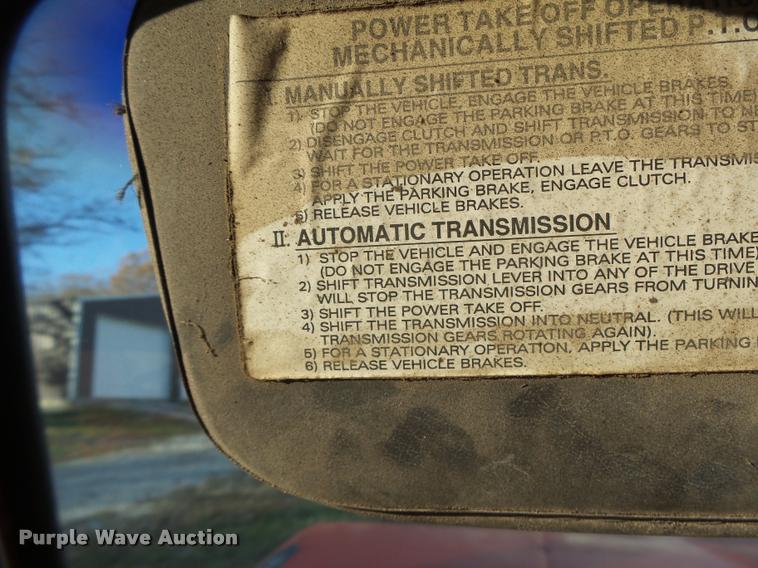 POWER TAKE OFF OPERATION
MECHANICALLY SHIFTED P.T.O
I. MANUALLY SHIFTED TRANS.
1) STOP THE VEHICLE, ENGAGE THE VEHICLE BRAKES.
(DO NOT ENGAGE THE PARKING BRAKE AT THIS TIME)
2) DISENGAGE CLUTCH AND SHIFT TRANSMISSION TO NE
WAIT FOR THE TRANSMISSION OR P.T.O. GEARS TO ST
3) SHIFT THE POWER TAKE OFF.
4) FOR A STATIONARY OPERATION LEAVE THE TRANSMIS
APPLY THE PARKING BRAKE, ENGAGE CLUTCH.
5) RELEASE VEHICLE BRAKES.
II. AUTOMATIC TRANSMISSION
1) STOP THE VEHICLE AND ENGAGE THE VEHICLE BRAKE
(DO NOT ENGAGE THE PARKING BRAKE AT THIS TIME)
2) SHIFT TRANSMISSION LEVER INTO ANY OF THE DRIVE
WILL STOP THE TRANSMISSION GEARS FROM TURNIN
3) SHIFT THE POWER TAKE OFF.
4) SHIFT THE TRANSMISSION INTO NEUTRAL. (THIS WILL
TRANSMISSION GEARS ROTATING AGAIN).
5) FOR A STATIONARY OPERATION, APPLY THE PARKING
6) RELEASE VEHICLE BRAKES.
Purple Wave Auction